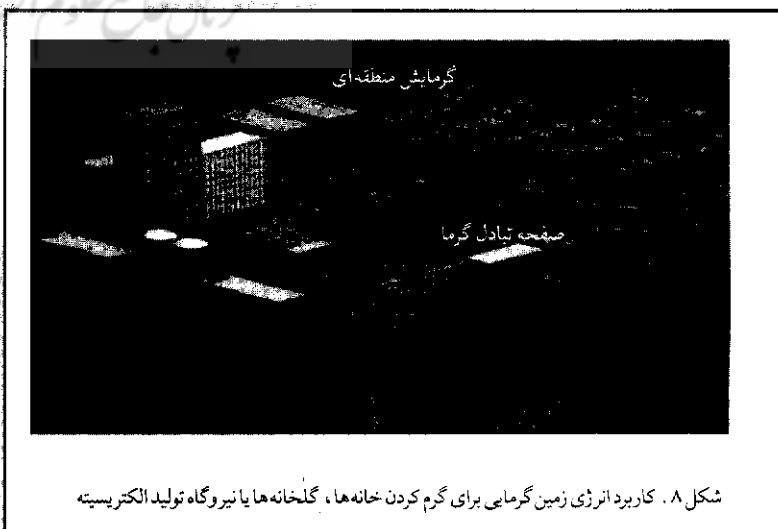 گرمایش منطقه‌ای
صفحه تبادل گرما
شکل ۸. کاربرد انرژی زمین‌گرمایی برای گرم کردن خانه‌ها، گلخانه‌ها یا نیروگاه تولید الکتریسیته